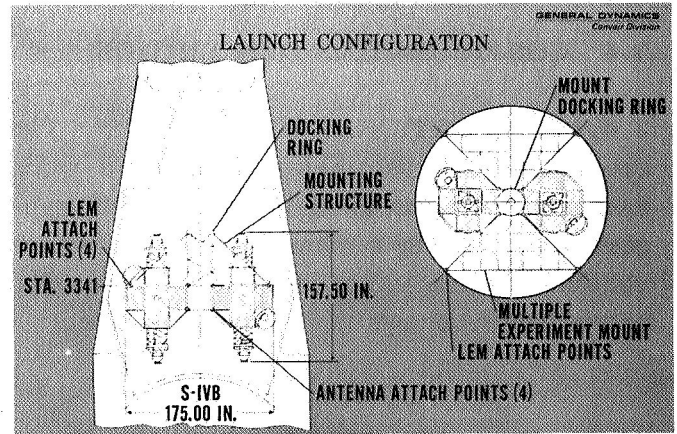 GENERAL DYNAMICS
Convair Division
LAUNCH CONFIGURATION
DOCKING
RING
MOUNTING
STRUCTURE
LEM
ATTACH
POINTS (4)
STA. 3341
157.50 IN.
S-IVB
175.00 IN.
ANTENNA ATTACH POINTS (4)
MOUNT
DOCKING RING
MULTIPLE
EXPERIMENT MOUNT
LEM ATTACH POINTS